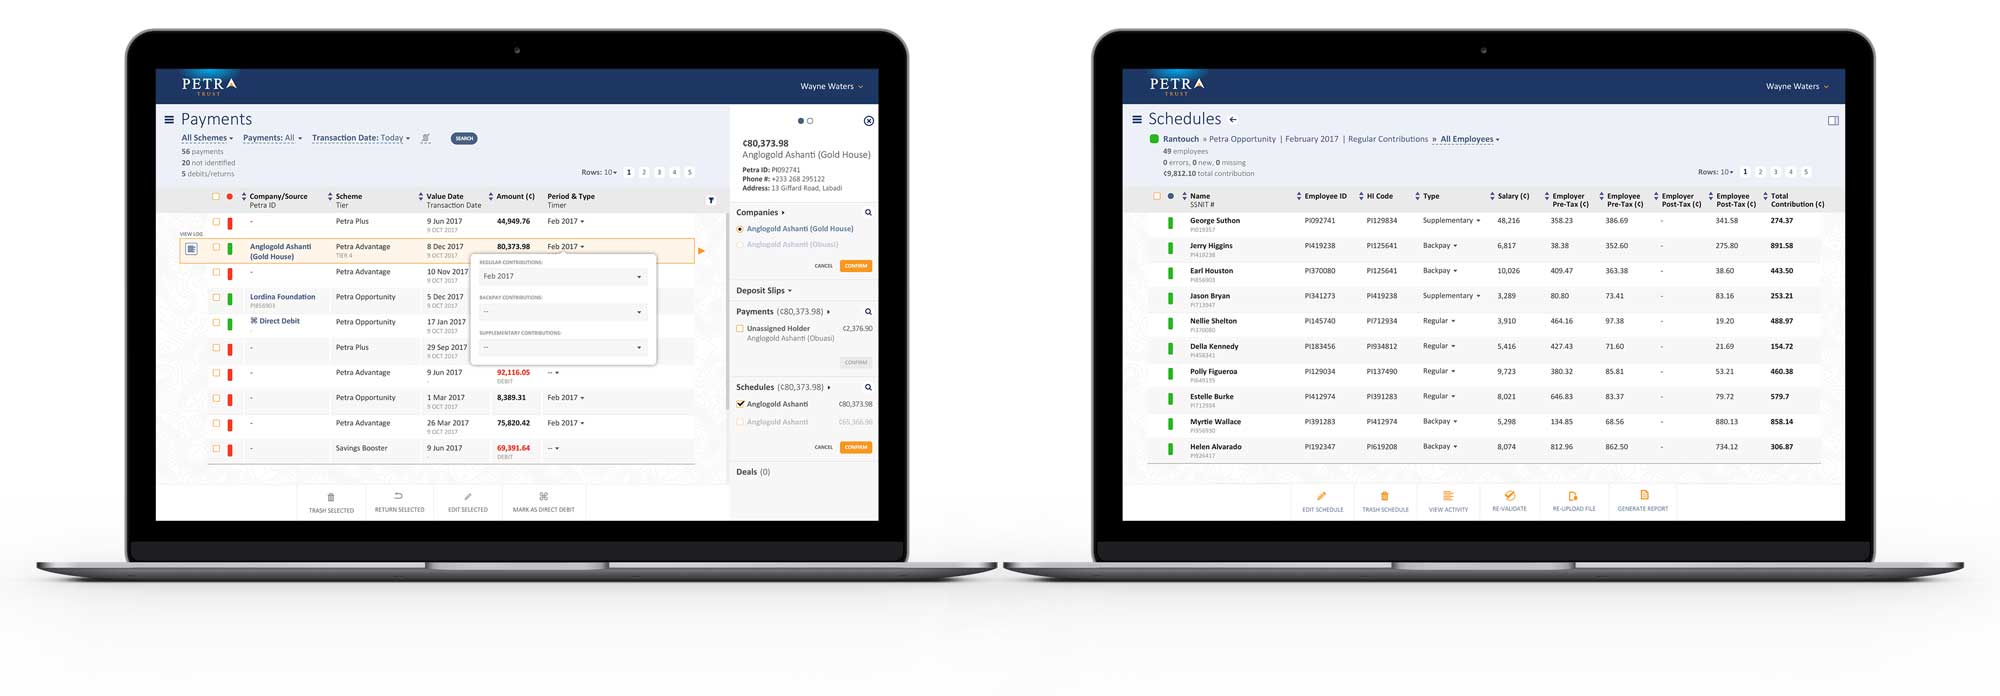 PETRA
TRUST
Wayne Waters
Payments
All Schemes
Payments: All
Transaction Date: Today
SEARCH
56 payments
20 not identified
5 debits/returns
Rows: 10
1 2 3 4 5
Company/Source Scheme Value Date Amount (¢) Period & Type
Petra ID Tier Transaction Date Timer
- Petra Plus 9 Jun 2017 44,949.76 Feb 2017
9 OCT 2017
VIEW LOG
Anglogold Ashanti Petra Advantage 8 Dec 2017 80,373.98 Feb 2017
(Gold House) TIER 4 9 OCT 2017
- Petra Advantage 10 Nov 2017
9 OCT 2017
Lordina Foundation Petra Opportunity 5 Dec 2017
PI856903 9 OCT 2017
⌘ Direct Debit Petra Opportunity 17 Jan 2017
9 OCT 2017
- Petra Plus 29 Sep 2017
9 OCT 2017
- Petra Advantage 9 Jun 2017 92,116.05 --
- DEBIT
- Petra Opportunity 1 Mar 2017 8,389.31 Feb 2017
9 OCT 2017
- Petra Advantage 26 Mar 2017 75,820.42 Feb 2017
9 OCT 2017
- Savings Booster 9 Jun 2017 69,391.64 --
- DEBIT
REGULAR CONTRIBUTIONS:
Feb 2017
BACKPAY CONTRIBUTIONS:
--
SUPPLEMENTARY CONTRIBUTIONS:
--
TRASH SELECTED
RETURN SELECTED
EDIT SELECTED
MARK AS DIRECT DEBIT
¢80,373.98
Anglogold Ashanti (Gold House)
Petra ID: PI092741
Phone #: +233 268 295122
Address: 13 Giffard Road, Labadi
Companies
Anglogold Ashanti (Gold House)
Anglogold Ashanti (Obuasi)
CANCEL CONFIRM
Deposit Slips
Payments (¢80,373.98)
Unassigned Holder ¢2,376.90
Anglogold Ashanti (Obuasi)
CONFIRM
Schedules (¢80,373.98)
Anglogold Ashanti ¢80,373.98
Anglogold Ashanti ¢65,366.98
CANCEL CONFIRM
Deals (0)
PETRA
TRUST
Wayne Waters
Schedules
Rantouch » Petra Opportunity | February 2017 | Regular Contributions » All Employees
49 employees
0 errors, 0 new, 0 missing
¢9,812.10 total contribution
Rows: 10
1 2 3 4 5
Name Employee ID HI Code Type Salary (¢) Employer Employee Employer Employee Total
SSNIT # Pre-Tax (¢) Pre-Tax (¢) Post-Tax (¢) Post-Tax (¢) Contribution (¢)
George Suthon PI092741 PI129834 Supplementary 48,216 358.23 386.69 - 341.58 274.37
PI019357
Jerry Higgins PI419238 PI125641 Backpay 6,817 38.38 352.60 - 275.80 891.58
PI419238
Earl Houston PI370080 PI125641 Backpay 10,026 409.47 363.38 - 38.60 443.50
PI856903
Jason Bryan PI341273 PI419238 Supplementary 3,289 80.80 73.41 - 83.16 253.21
PI713947
Nellie Shelton PI145740 PI712934 Regular 3,910 464.16 97.38 - 19.20 488.97
PI370080
Della Kennedy PI183456 PI934812 Regular 5,416 427.43 71.60 - 21.69 154.72
PI458341
Polly Figueroa PI129034 PI137490 Regular 9,723 380.32 85.81 - 53.21 460.38
PI649155
Estelle Burke PI412974 PI391283 Regular 8,021 646.83 83.37 - 79.72 579.7
PI712934
Myrtie Wallace PI391283 PI412974 Backpay 5,298 134.85 68.56 - 880.13 858.14
PI956930
Helen Alvarado PI192347 PI619208 Backpay 8,074 812.96 862.50 - 734.12 306.87
PI926417
EDIT SCHEDULE
TRASH SCHEDULE
VIEW ACTIVITY
RE-VALIDATE
RE-UPLOAD FILE
GENERATE REPORT